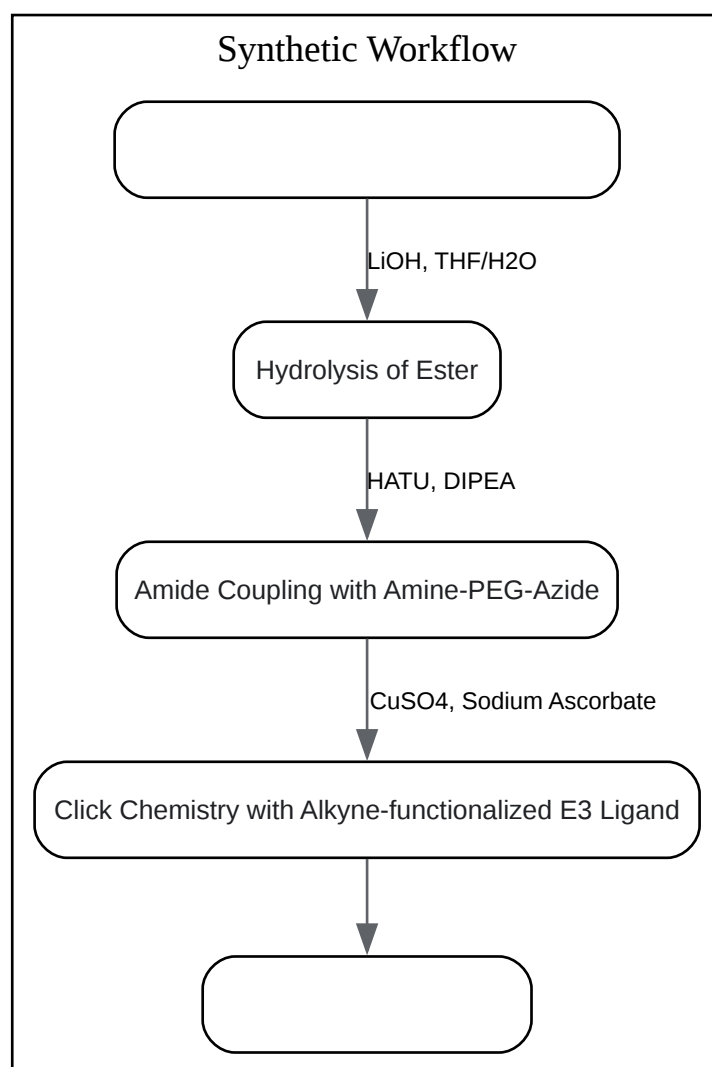 Synthetic Workflow
LiOH, THF/H2O
Hydrolysis of Ester
HATU, DIPEA
Amide Coupling with Amine-PEG-Azide
CuSO4, Sodium Ascorbate
Click Chemistry with Alkyne-functionalized E3 Ligand